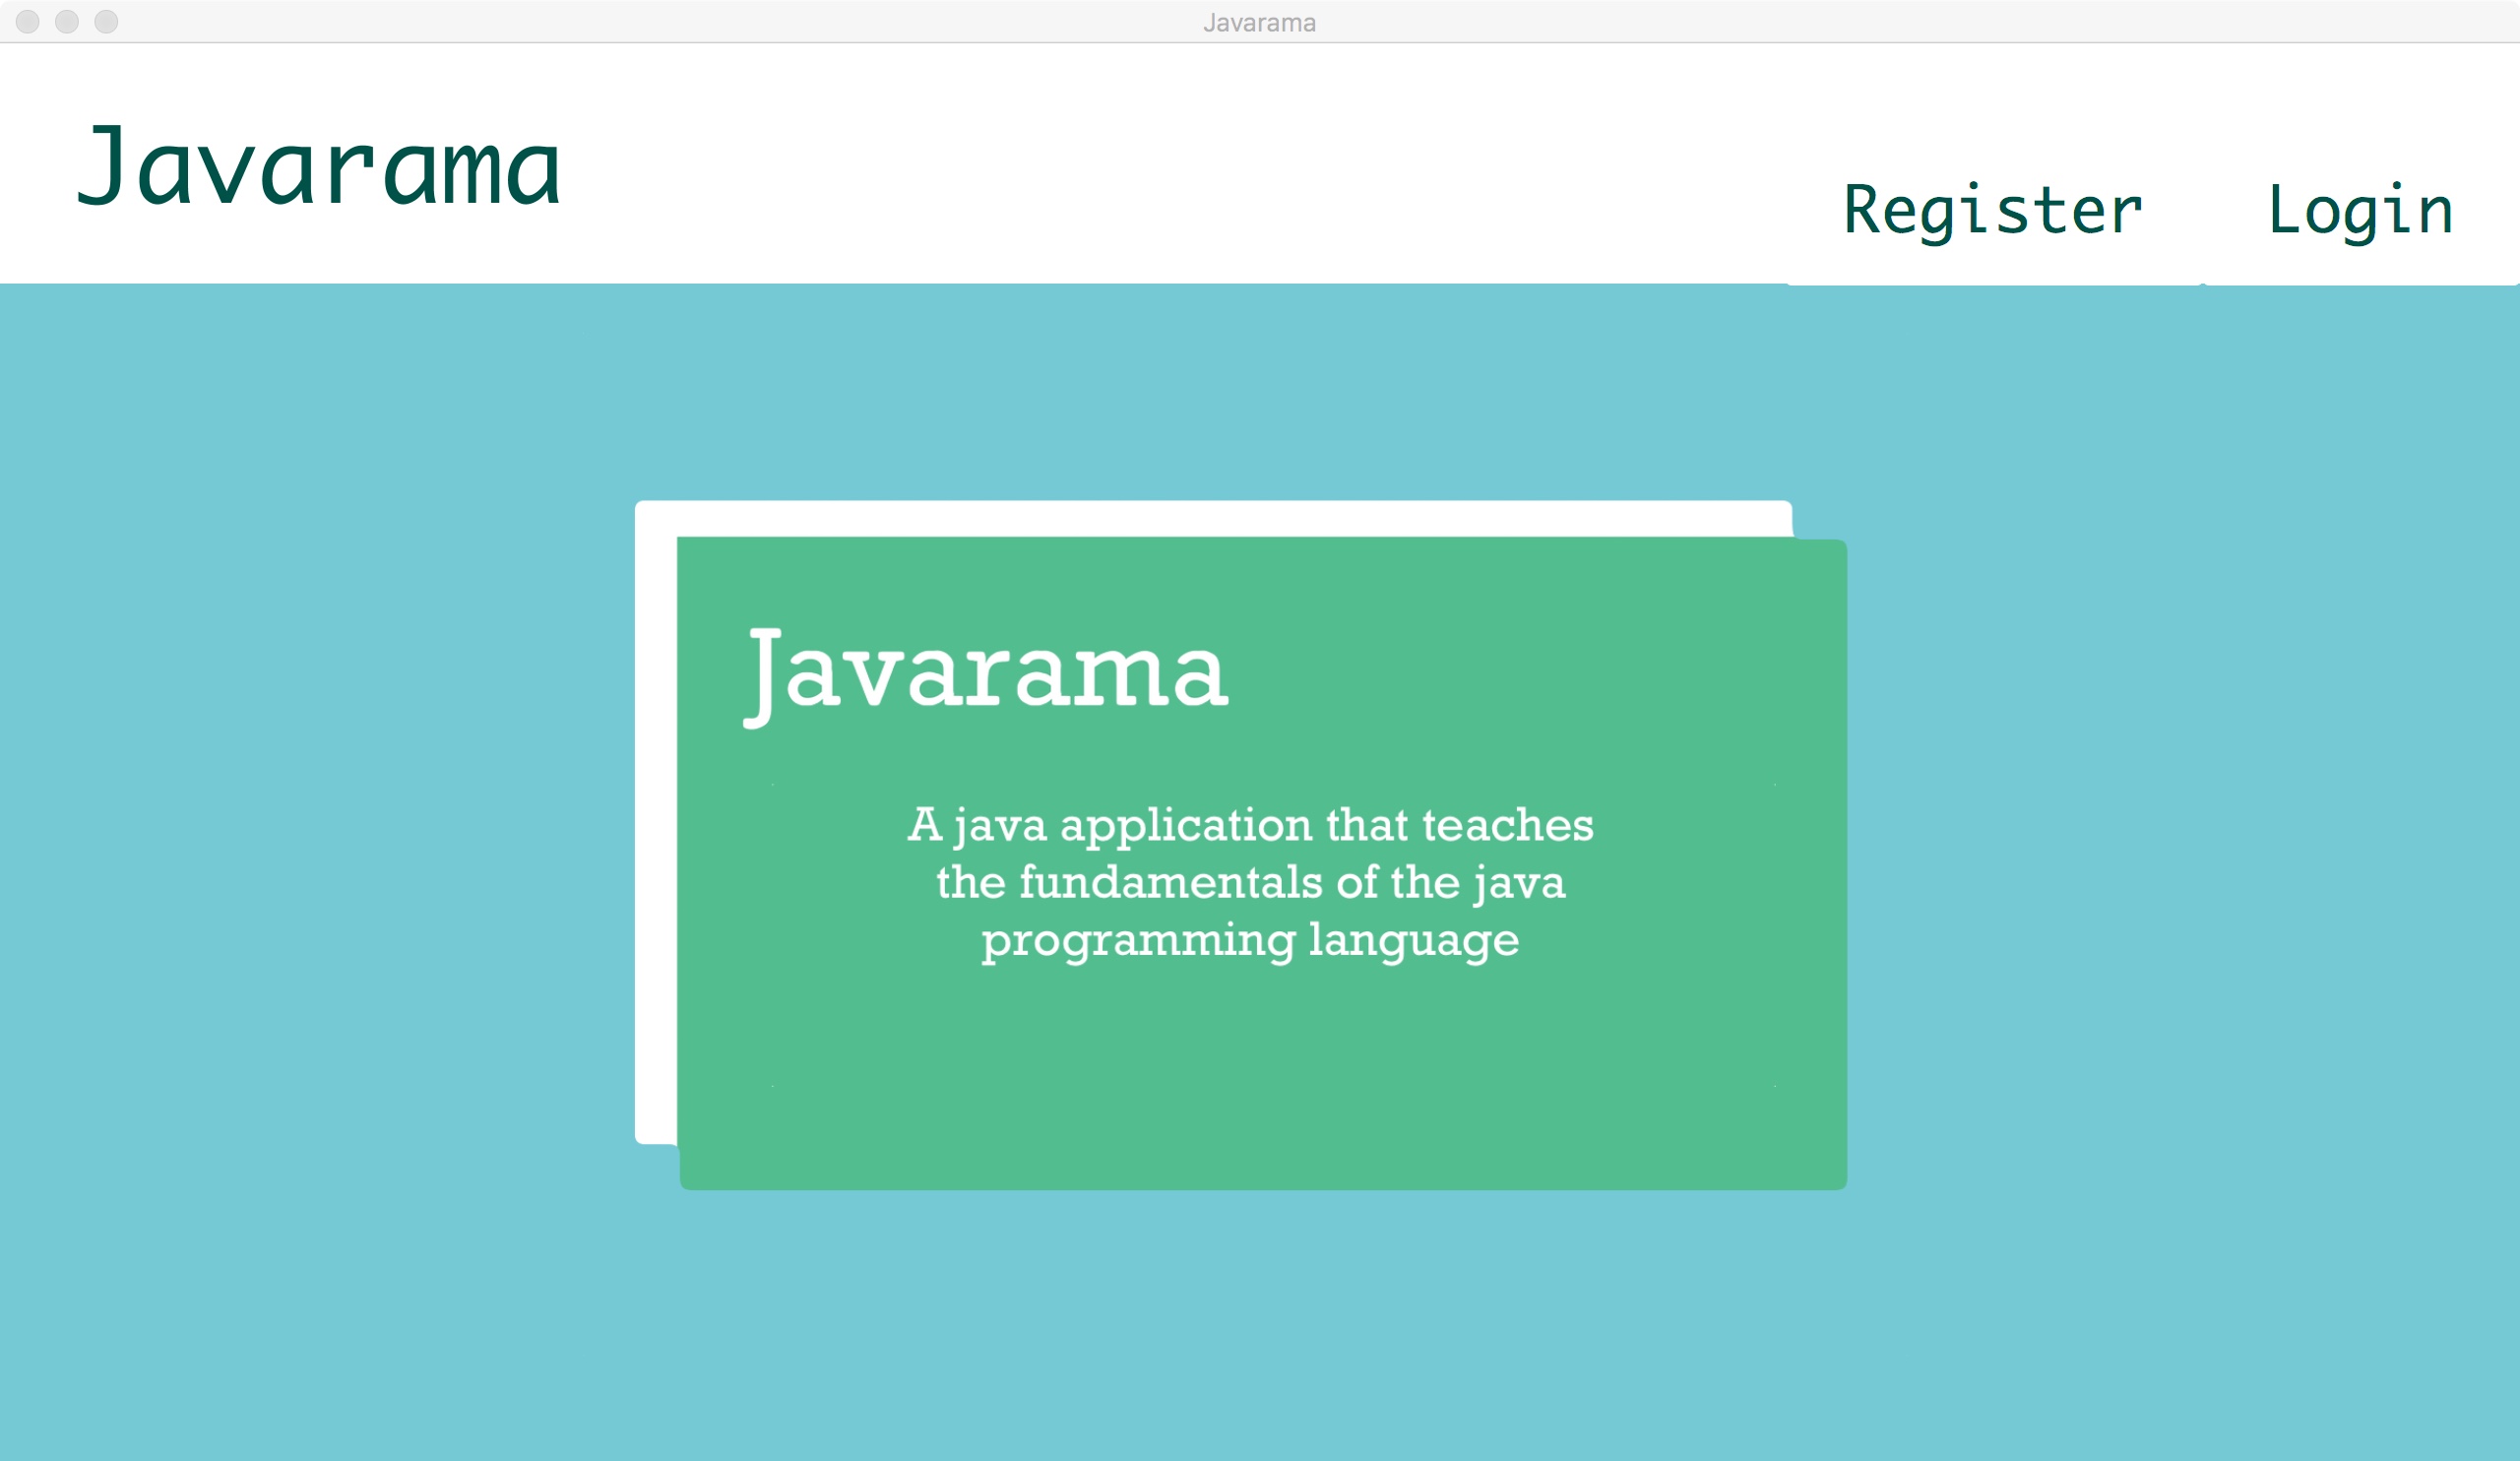 Javarama
Javarama
Register Login
Javarama
A java application that teaches
the fundamentals of the java
programming language